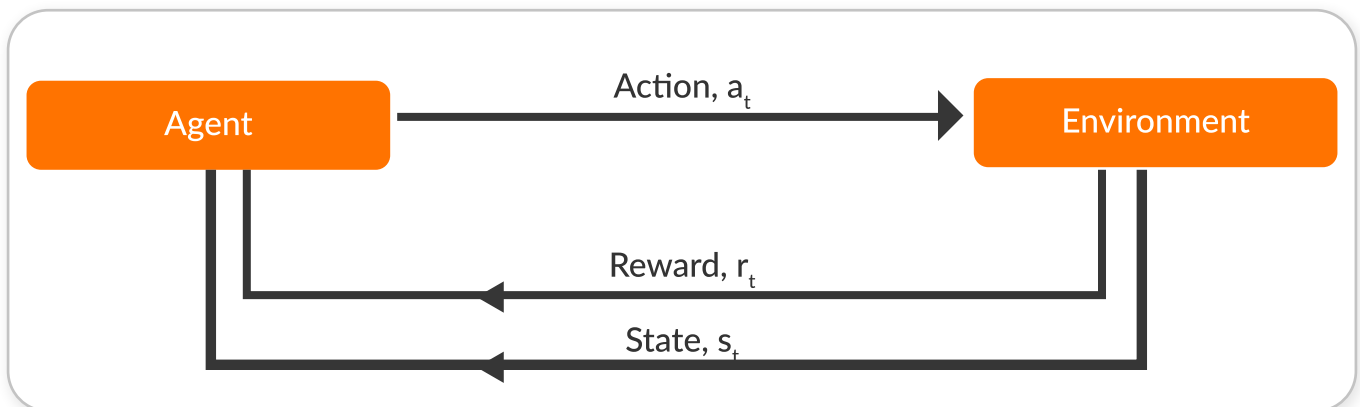 Agent
Action, aₜ
Environment
Reward, rₜ
State, sₜ